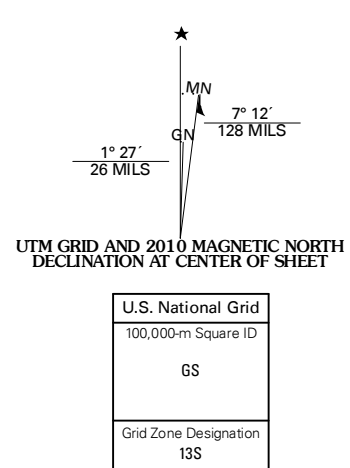 ★
MN
7° 12´
128 MILS
GN
1° 27´
26 MILS
UTM GRID AND 2010 MAGNETIC NORTH
DECLINATION AT CENTER OF SHEET
U.S. National Grid
100,000-m Square ID
GS
Grid Zone Designation
13S